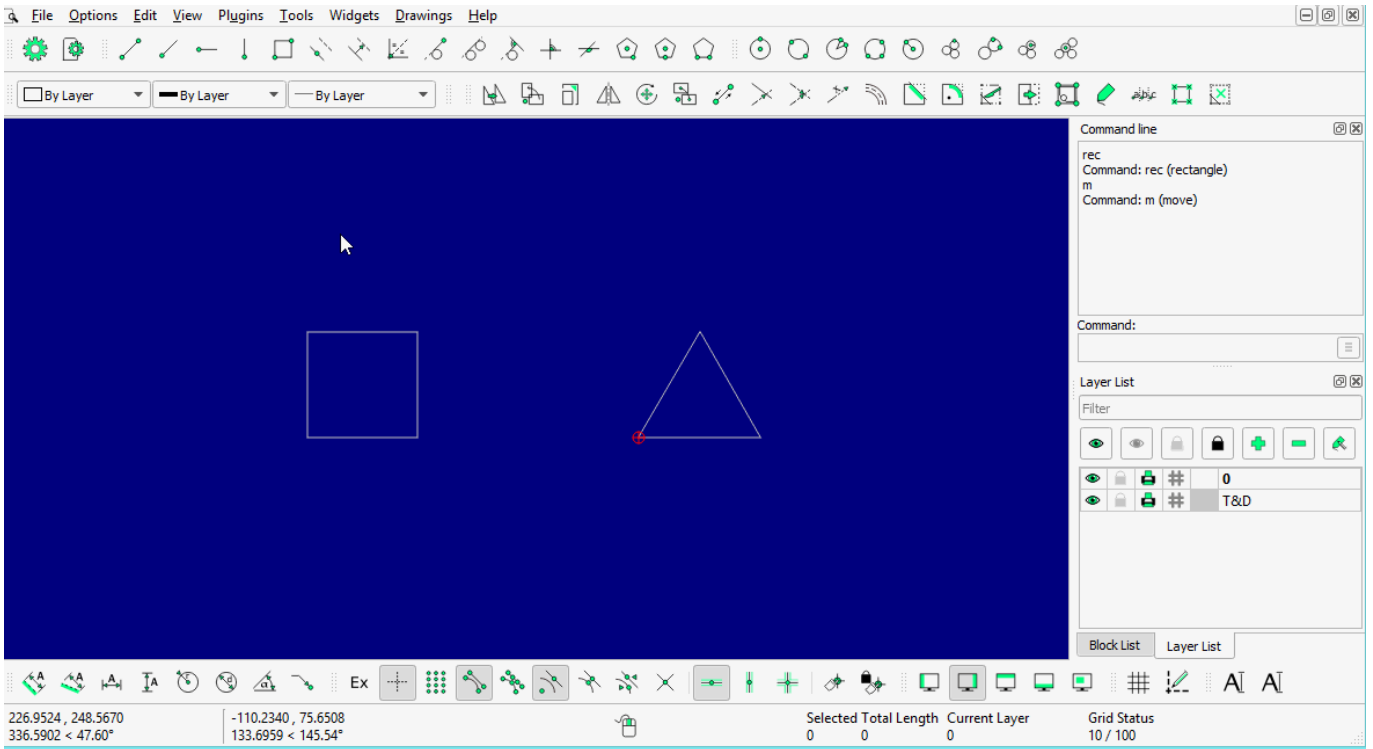 File Options Edit View Plugins Tools Widgets Drawings Help
By Layer By Layer By Layer
Command line
rec
Command: rec (rectangle)
m
Command: m (move)
Command:
Layer List
Filter
0
T&D
Block List Layer List
Ex
226.9524 , 248.5670 -110.2340 , 75.6508 Selected Total Length Current Layer Grid Status
336.5902 < 47.60° 133.6959 < 145.54° 0 0 0 10 / 100